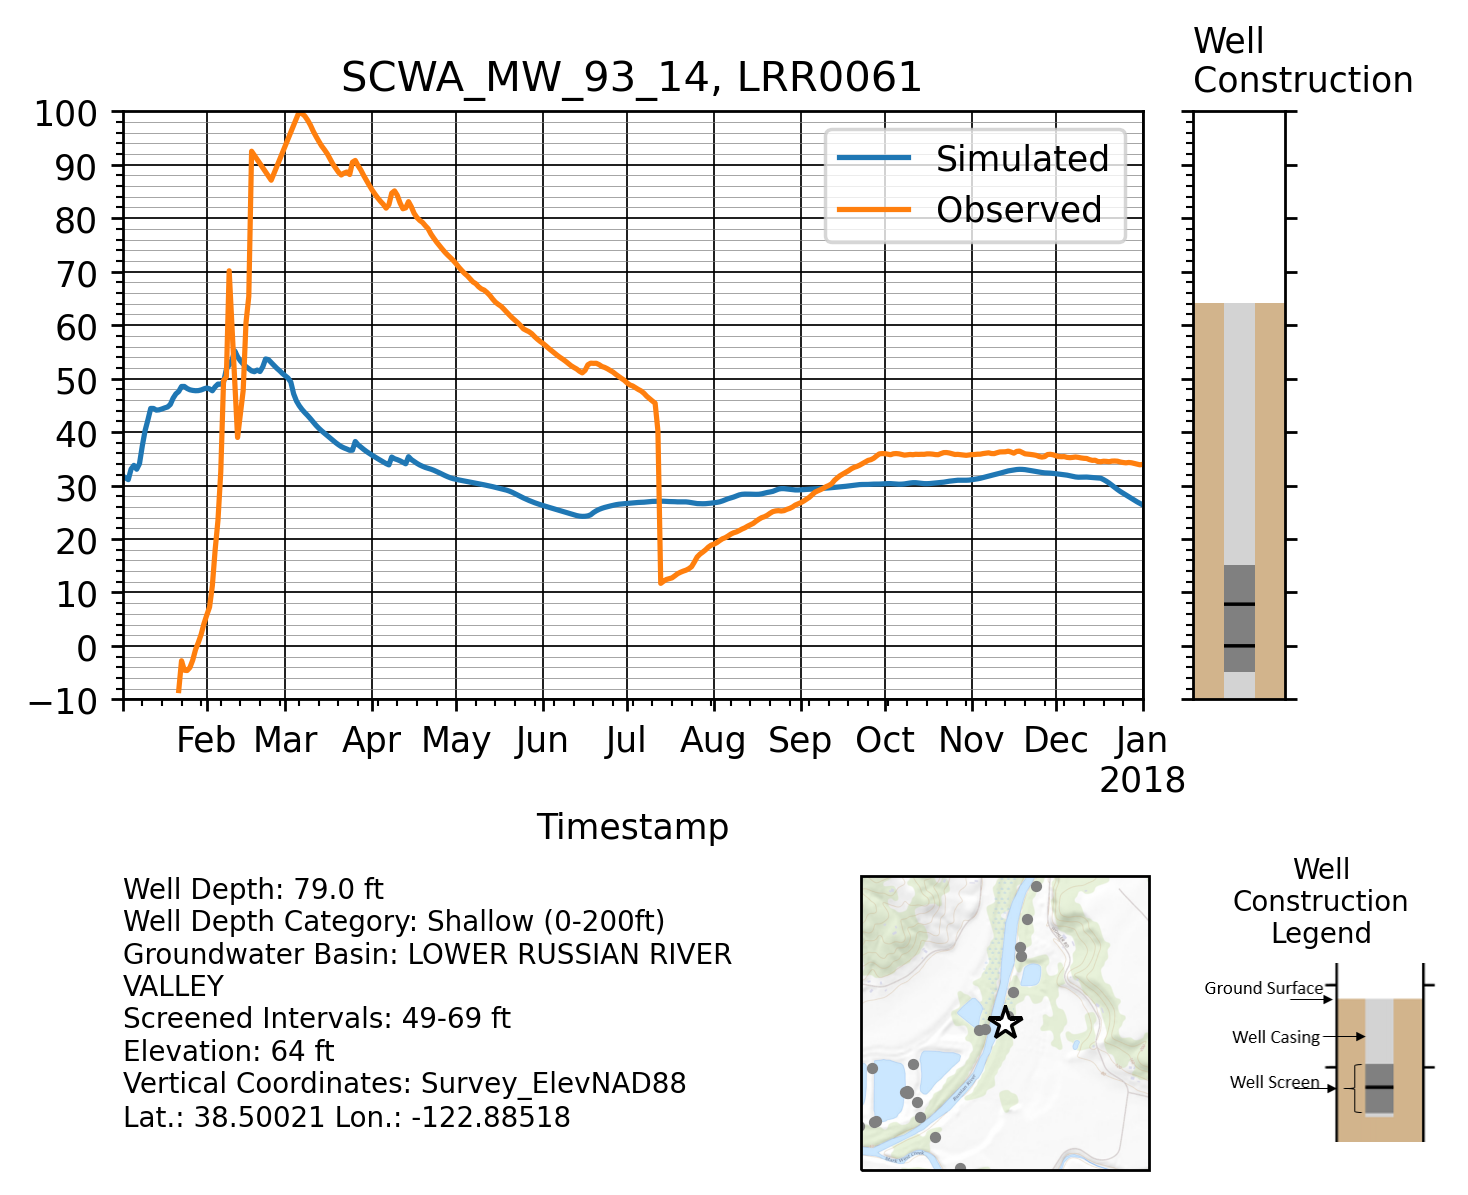 Well
Construction
SCWA_MW_93_14, LRR0061
100
90
80
70
60
50
40
30
20
10
0
−10
Simulated
Observed
Feb Mar Apr May Jun Jul Aug Sep Oct Nov Dec Jan
2018
Timestamp
Well Depth: 79.0 ft
Well Depth Category: Shallow (0-200ft)
Groundwater Basin: LOWER RUSSIAN RIVER
VALLEY
Screened Intervals: 49-69 ft
Elevation: 64 ft
Vertical Coordinates: Survey_ElevNAD88
Lat.: 38.50021 Lon.: -122.88518
Well
Construction
Legend
Ground Surface
Well Casing
Well Screen